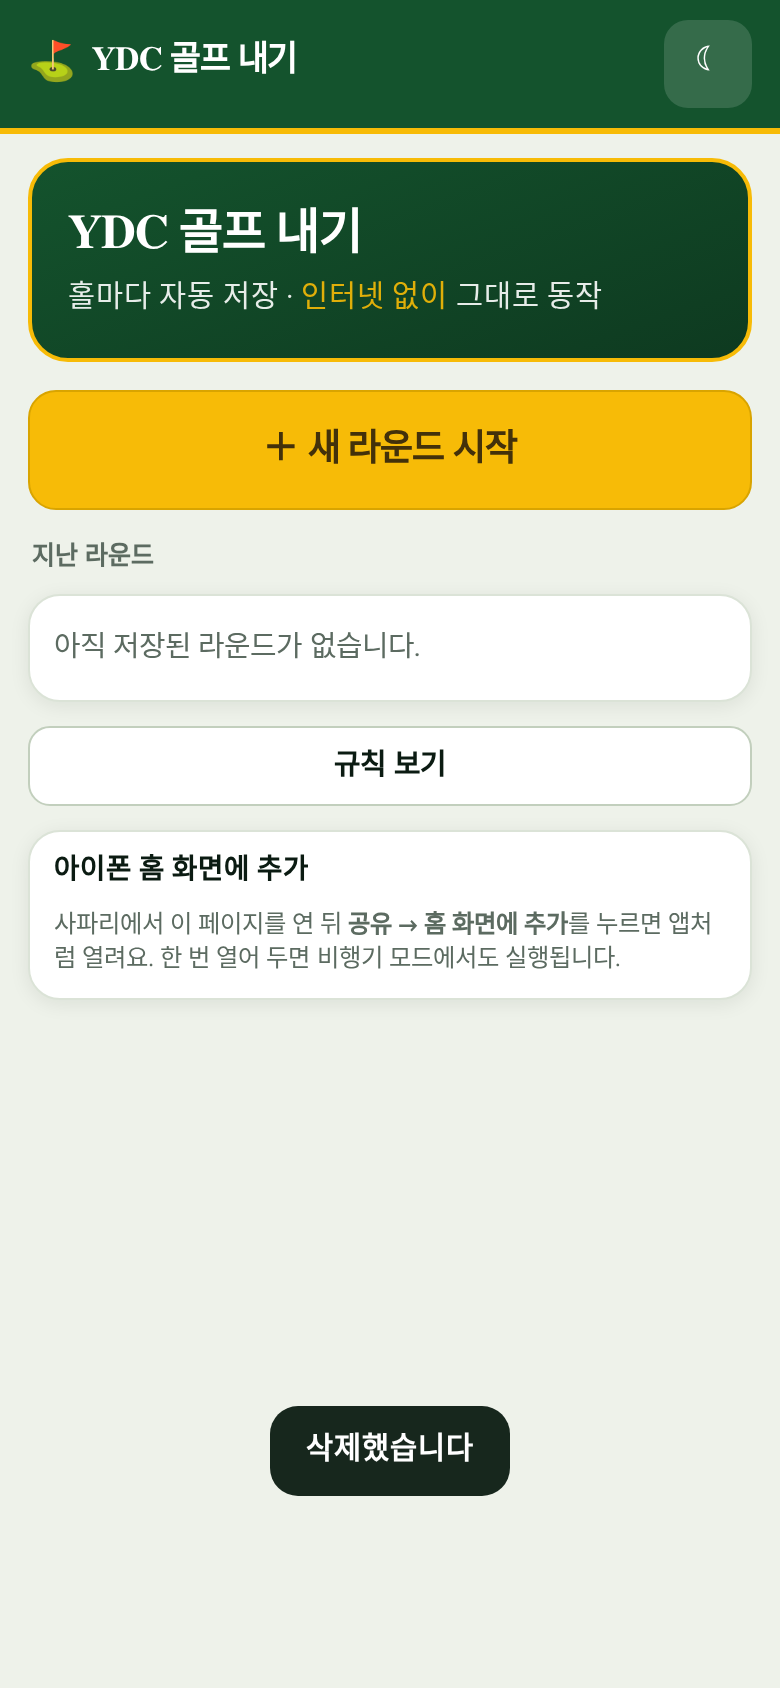 YDC 골프 내기
YDC 골프 내기
홀마다 자동 저장 · 인터넷 없이 그대로 동작
+ 새 라운드 시작
지난 라운드
아직 저장된 라운드가 없습니다.
규칙 보기
아이폰 홈 화면에 추가
사파리에서 이 페이지를 연 뒤 공유 → 홈 화면에 추가를 누르면 앱처
럼 열려요. 한 번 열어 두면 비행기 모드에서도 실행됩니다.
삭제했습니다